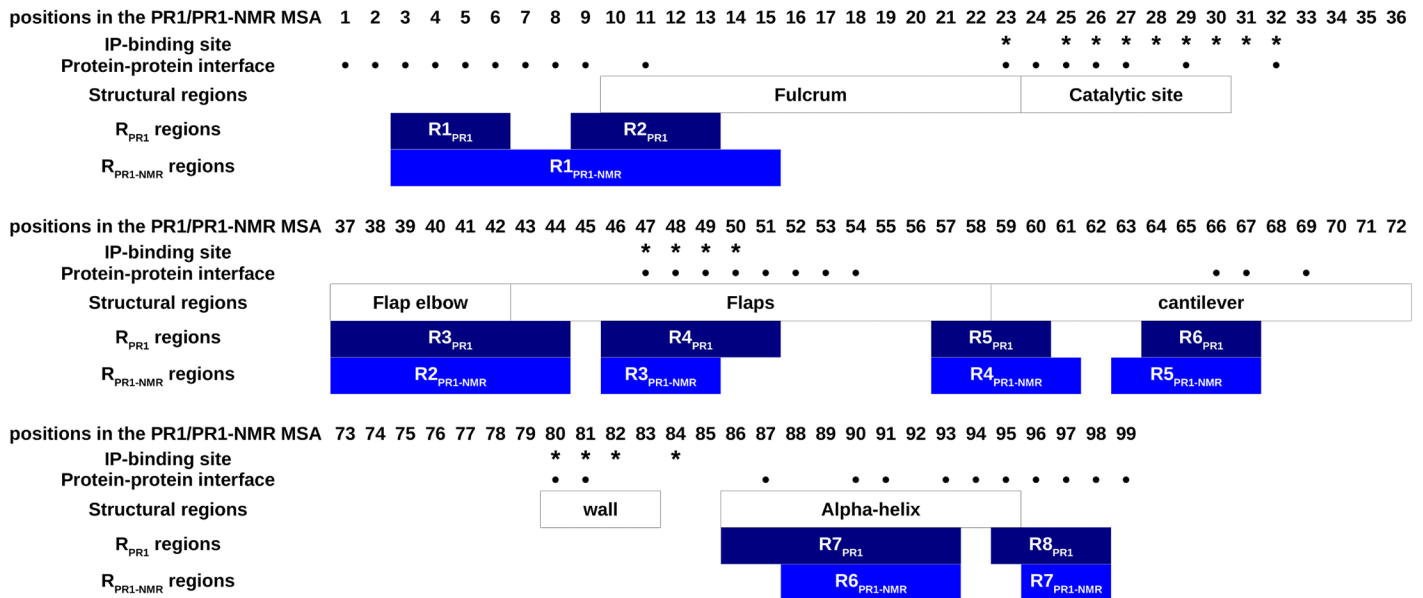 positions in the PR1/PR1-NMR MSA 1 2 3 4 5 6 7 8 9 10 11 12 13 14 15 16 17 18 19 20 21 22 23 24 25 26 27 28 29 30 31 32 33 34 35 36
IP-binding site * * * * * * * * *
Protein-protein interface • • • • • • • • • • • • • • • • •
Structural regions Fulcrum Catalytic site
RPR1 regions R1PR1 R2PR1
RPR1-NMR regions R1PR1-NMR
positions in the PR1/PR1-NMR MSA 37 38 39 40 41 42 43 44 45 46 47 48 49 50 51 52 53 54 55 56 57 58 59 60 61 62 63 64 65 66 67 68 69 70 71 72
IP-binding site * * * *
Protein-protein interface • • • • • • • • • • •
Structural regions Flap elbow Flaps cantilever
RPR1 regions R3PR1 R4PR1 R5PR1 R6PR1
RPR1-NMR regions R2PR1-NMR R3PR1-NMR R4PR1-NMR R5PR1-NMR
positions in the PR1/PR1-NMR MSA 73 74 75 76 77 78 79 80 81 82 83 84 85 86 87 88 89 90 91 92 93 94 95 96 97 98 99
IP-binding site * * * *
Protein-protein interface • • • • • • • • • • • •
Structural regions wall Alpha-helix
RPR1 regions R7PR1 R8PR1
RPR1-NMR regions R6PR1-NMR R7PR1-NMR